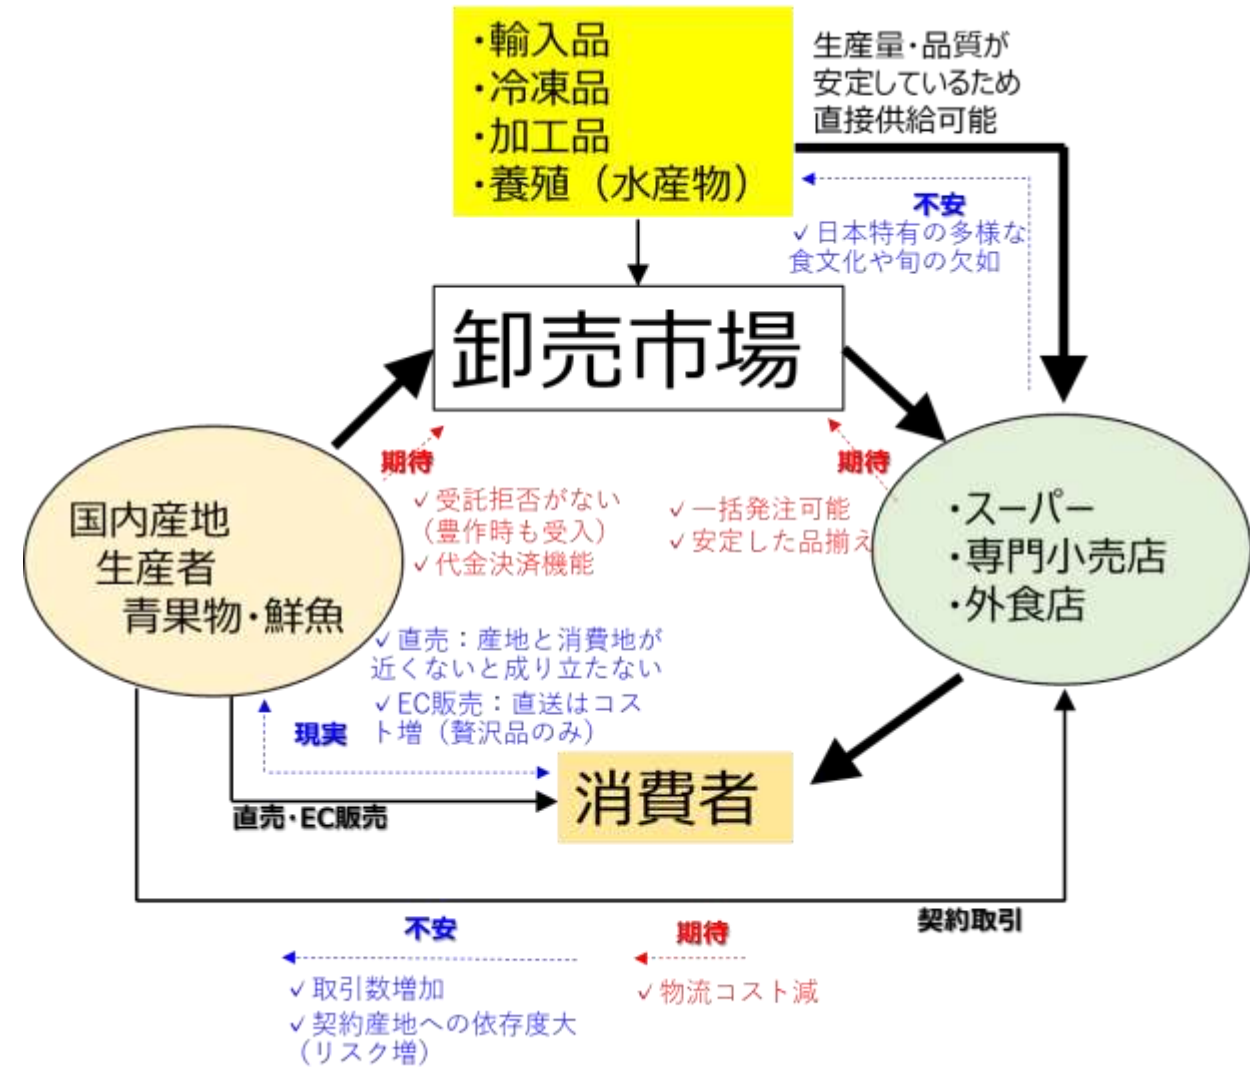 ・輸入品
・冷凍品
・加工品
・養殖（水産物）
生産量・品質が
安定しているため
直接供給可能
不安
✓日本特有の多様な
食文化や旬の欠如
卸売市場
期待
✓受託拒否がない
（豊作時も受入）
✓代金決済機能
期待
✓一括発注可能
✓安定した品揃え
国内産地
生産者
青果物・鮮魚
・スーパー
・専門小売店
・外食店
✓直売：産地と消費地が
近くないと成り立たない
✓EC販売：直送はコス
ト増（贅沢品のみ）
現実
消費者
直売・EC販売
契約取引
不安
✓取引数増加
✓契約産地への依存度大
（リスク増）
期待
✓物流コスト減